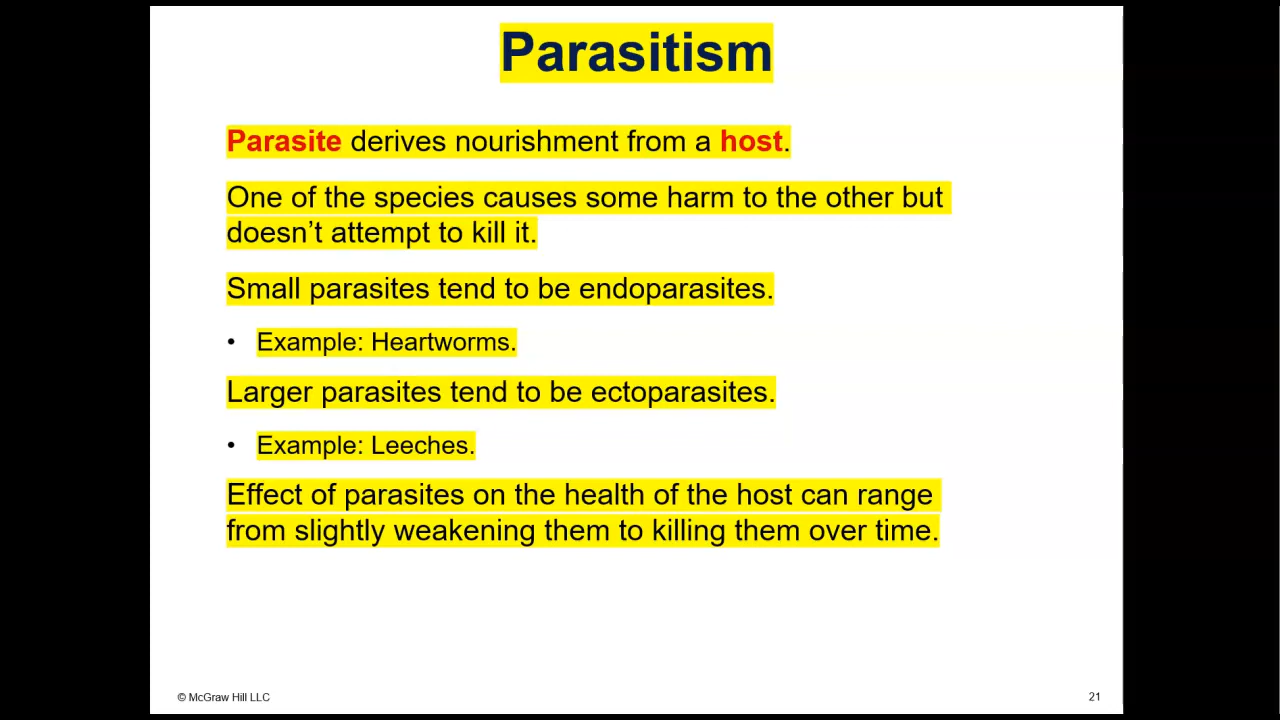 Parasitism
Parasite derives nourishment from a host.
One of the species causes some harm to the other but
doesn’t attempt to kill it.
Small parasites tend to be endoparasites.
• Example: Heartworms.
Larger parasites tend to be ectoparasites.
• Example: Leeches.
Effect of parasites on the health of the host can range
from slightly weakening them to killing them over time.
© McGraw Hill LLC
21